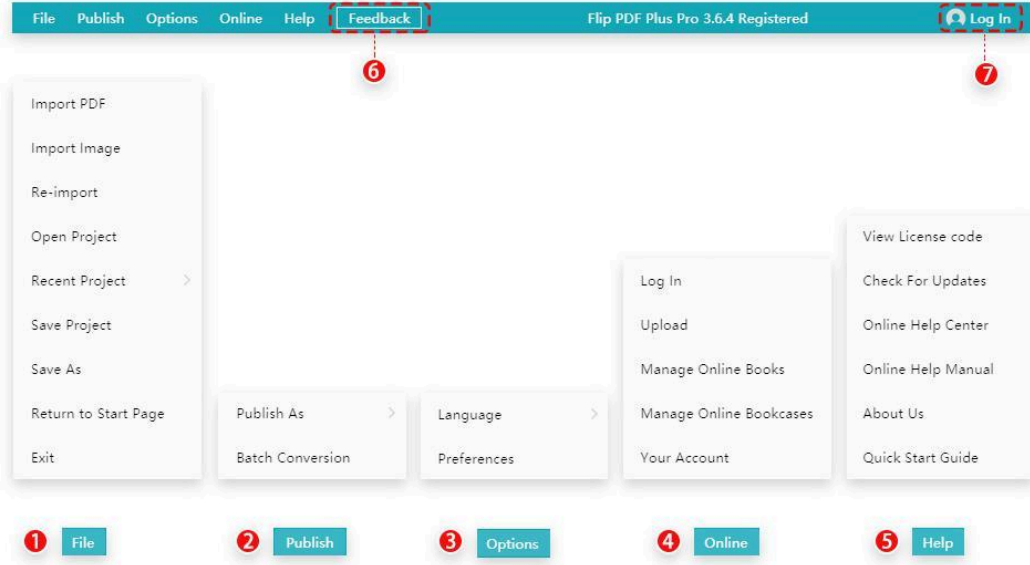 File Publish Options Online Help Feedback Flip PDF Plus Pro 3.6.4 Registered Log In
6
7
Import PDF
Import Image
Re-import
Open Project
Recent Project >
Save Project
Save As
Return to Start Page
Exit
Publish As >
Batch Conversion
Language >
Preferences
Log In
Upload
Manage Online Books
Manage Online Bookcases
Your Account
View License code
Check For Updates
Online Help Center
Online Help Manual
About Us
Quick Start Guide
1 File
2 Publish
3 Options
4 Online
5 Help